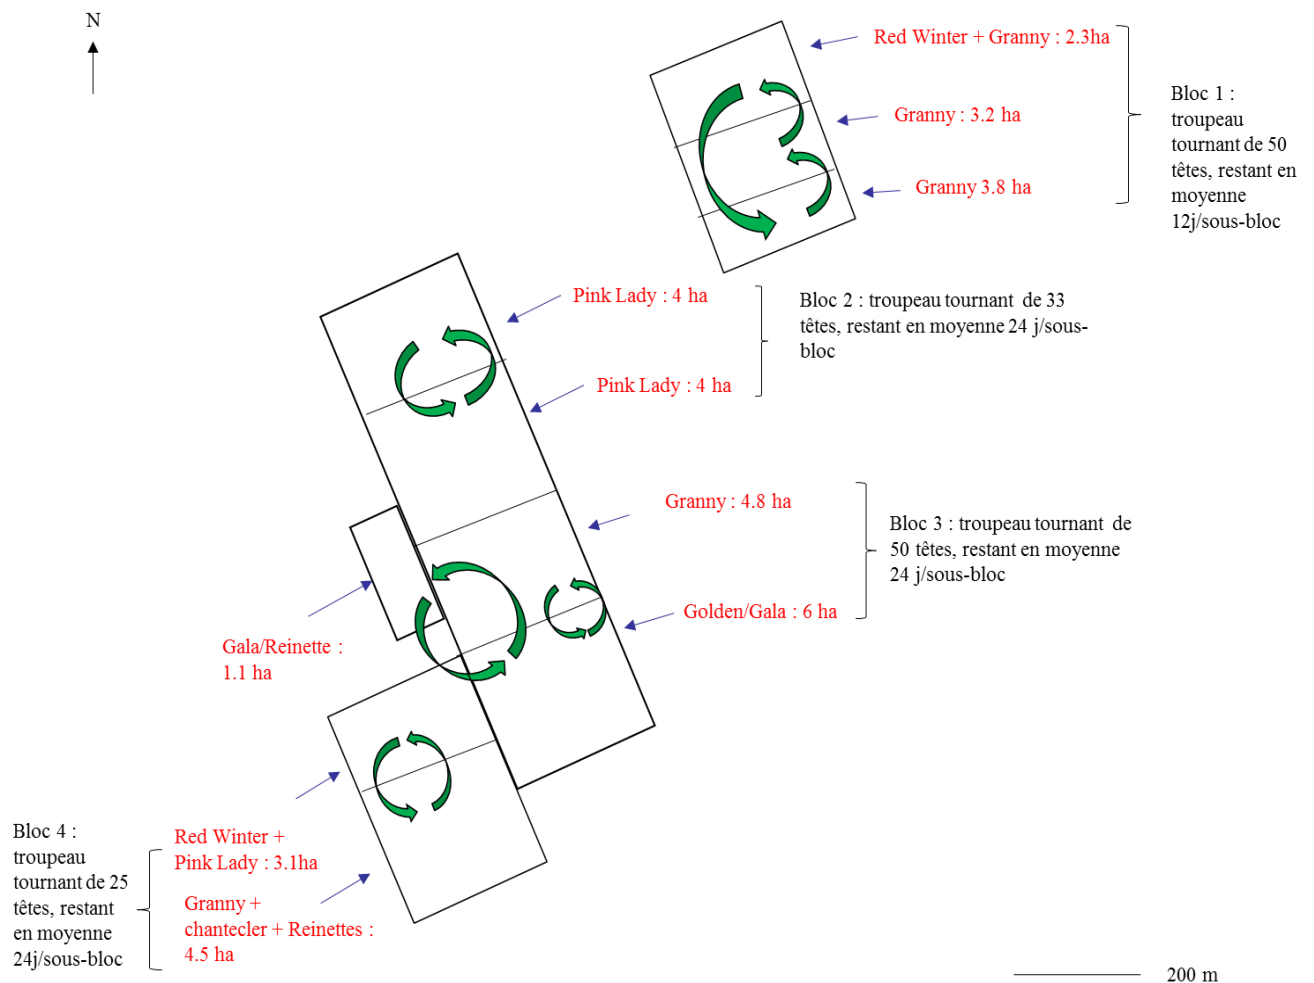 N
Red Winter + Granny : 2.3ha
Granny : 3.2 ha
Granny 3.8 ha
Bloc 1 :
troupeau
tournant de 50
têtes, restant en
moyenne
12j/sous-bloc
Pink Lady : 4 ha
Pink Lady : 4 ha
Bloc 2 : troupeau tournant de 33
têtes, restant en moyenne 24 j/sous-
bloc
Granny : 4.8 ha
Golden/Gala : 6 ha
Bloc 3 : troupeau tournant de
50 têtes, restant en moyenne
24 j/sous-bloc
Gala/Reinette :
1.1 ha
Bloc 4 :
troupeau
tournant de 25
têtes, restant
en moyenne
24j/sous-bloc
Red Winter +
Pink Lady : 3.1ha
Granny +
chantecler + Reinettes :
4.5 ha
200 m